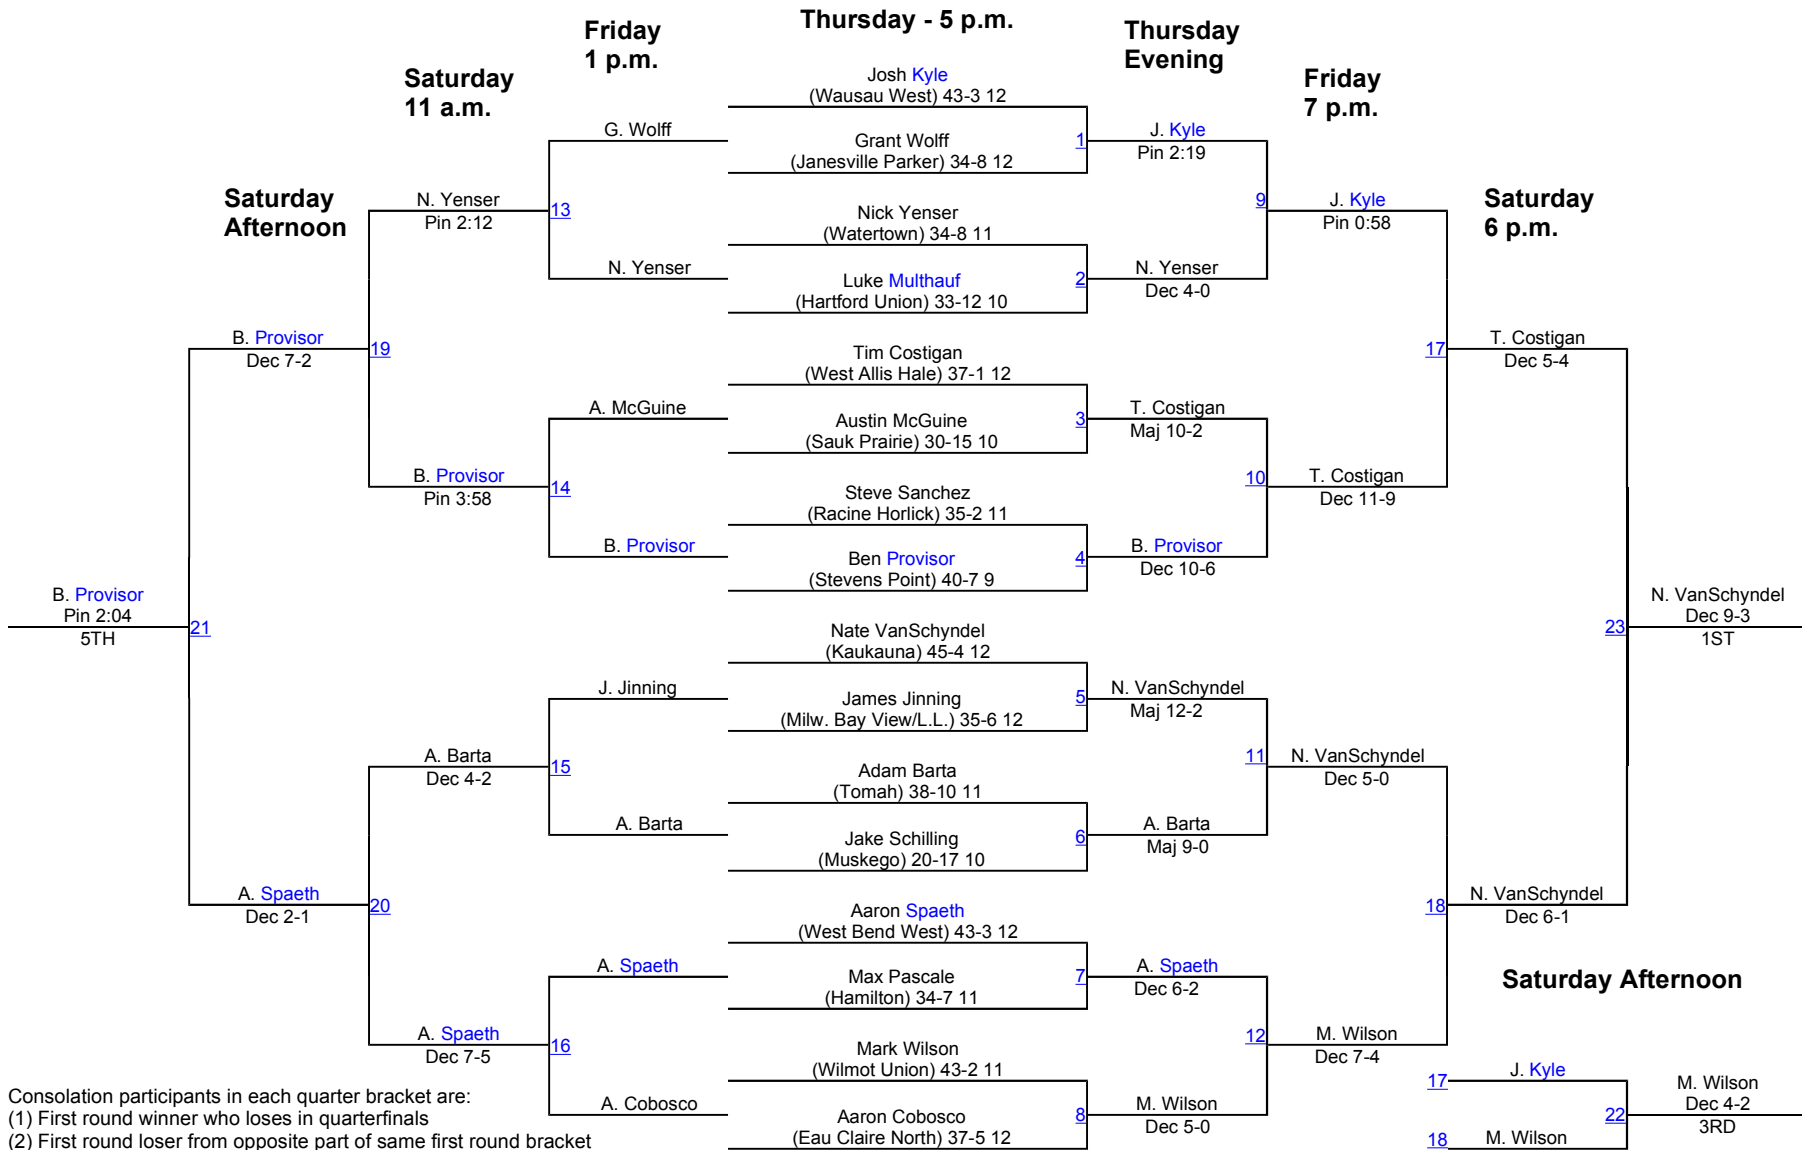 Thursday - 5 p.m.
Friday
1 p.m.
Thursday
Evening
Saturday
11 a.m.
Friday
7 p.m.
Saturday
Afternoon
Saturday
6 p.m.
Josh Kyle
(Wausau West) 43-3 12
Grant Wolff
(Janesville Parker) 34-8 12
1
Nick Yenser
(Watertown) 34-8 11
Luke Multhauf
(Hartford Union) 33-12 10
2
Tim Costigan
(West Allis Hale) 37-1 12
Austin McGuine
(Sauk Prairie) 30-15 10
3
Steve Sanchez
(Racine Horlick) 35-2 11
Ben Provisor
(Stevens Point) 40-7 9
4
Nate VanSchyndel
(Kaukauna) 45-4 12
James Jinning
(Milw. Bay View/L.L.) 35-6 12
5
Adam Barta
(Tomah) 38-10 11
Jake Schilling
(Muskego) 20-17 10
6
Aaron Spaeth
(West Bend West) 43-3 12
Max Pascale
(Hamilton) 34-7 11
7
Mark Wilson
(Wilmot Union) 43-2 11
Aaron Cobosco
(Eau Claire North) 37-5 12
8
J. Kyle
Pin 2:19
9
N. Yenser
Dec 4-0
T. Costigan
Maj 10-2
10
B. Provisor
Dec 10-6
N. VanSchyndel
Maj 12-2
11
A. Barta
Maj 9-0
A. Spaeth
Dec 6-2
12
M. Wilson
Dec 5-0
J. Kyle
Pin 0:58
17
T. Costigan
Dec 11-9
N. VanSchyndel
Dec 5-0
18
M. Wilson
Dec 7-4
T. Costigan
Dec 5-4
23
N. VanSchyndel
Dec 6-1
N. VanSchyndel
Dec 9-3
1ST
Saturday Afternoon
17
J. Kyle
22
18
M. Wilson
M. Wilson
Dec 4-2
3RD
G. Wolff
13
N. Yenser
A. McGuine
14
B. Provisor
J. Jinning
15
A. Barta
A. Spaeth
16
A. Cobosco
N. Yenser
Pin 2:12
19
B. Provisor
Pin 3:58
A. Barta
Dec 4-2
20
A. Spaeth
Dec 7-5
B. Provisor
Dec 7-2
21
A. Spaeth
Dec 2-1
B. Provisor
Pin 2:04
5TH
Consolation participants in each quarter bracket are:
(1) First round winner who loses in quarterfinals
(2) First round loser from opposite part of same first round bracket